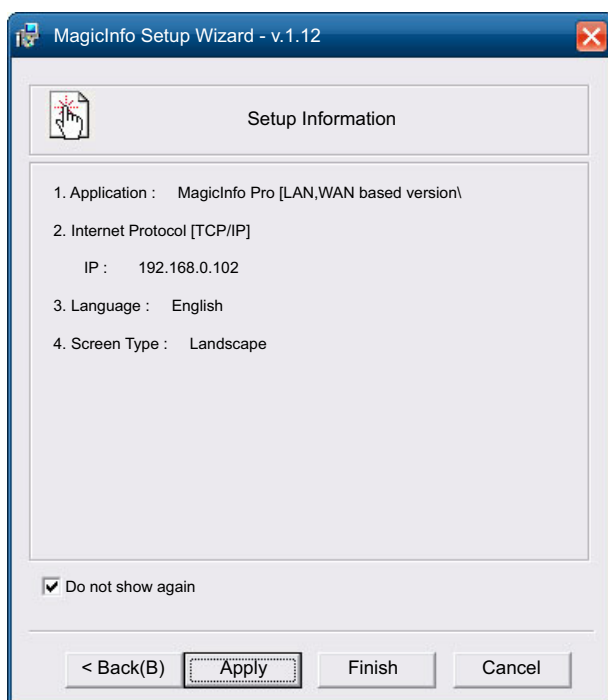 MagicInfo Setup Wizard - v.1.12
Setup Information
1. Application : MagicInfo Pro [LAN,WAN based version\
2. Internet Protocol [TCP/IP]
IP : 192.168.0.102
3. Language : English
4. Screen Type : Landscape
Do not show again
< Back(B) Apply Finish Cancel